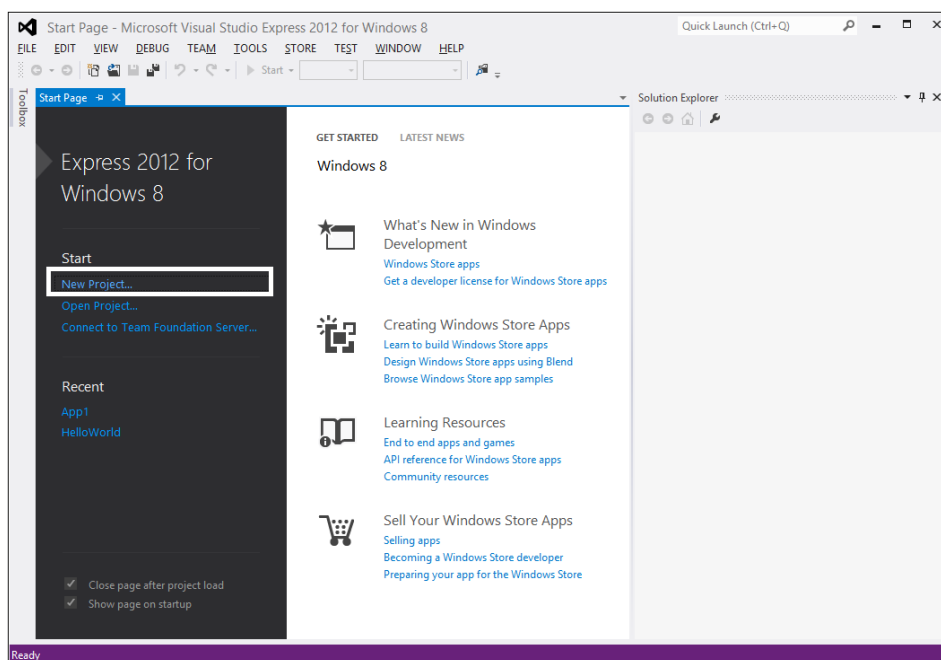 Start Page - Microsoft Visual Studio Express 2012 for Windows 8
Quick Launch (Ctrl+Q)
FILE EDIT VIEW DEBUG TEAM TOOLS STORE TEST WINDOW HELP
Start
Toolbox
Start Page
Solution Explorer
Express 2012 for
Windows 8
Start
New Project...
Open Project...
Connect to Team Foundation Server...
Recent
App1
HelloWorld
Close page after project load
Show page on startup
GET STARTED LATEST NEWS
Windows 8
What's New in Windows
Development
Windows Store apps
Get a developer license for Windows Store apps
Creating Windows Store Apps
Learn to build Windows Store apps
Design Windows Store apps using Blend
Browse Windows Store app samples
Learning Resources
End to end apps and games
API reference for Windows Store apps
Community resources
Sell Your Windows Store Apps
Selling apps
Becoming a Windows Store developer
Preparing your app for the Windows Store
Ready